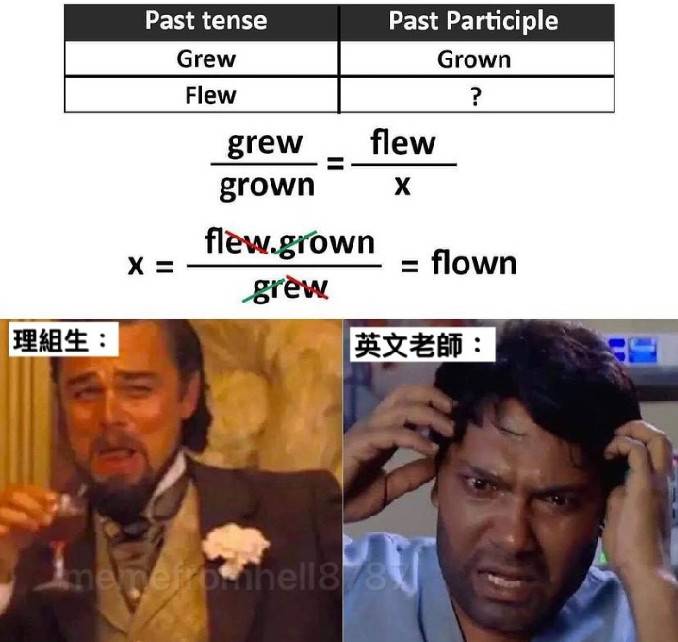 Past tense Past Participle
Grew Grown
Flew ?
grew/grown = flew/x
x = flew.grown/grew = flown
理組生：
英文老師：
memefromhell8787